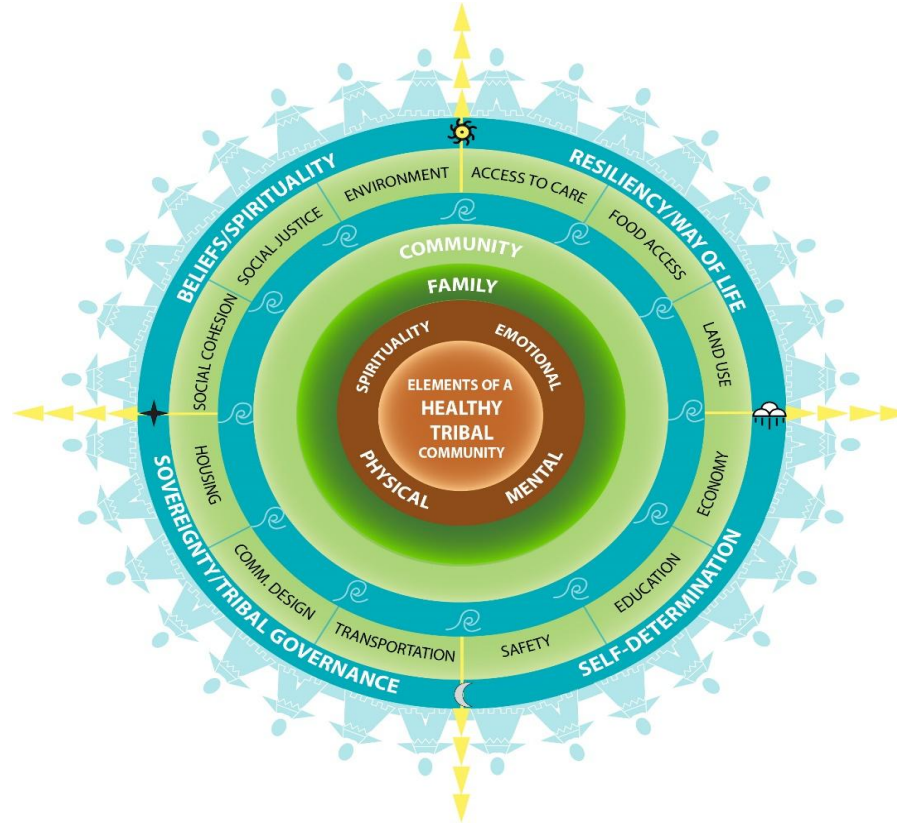 BELIEFS/SPIRITUALITY
RESILIENCY/WAY OF LIFE
SELF-DETERMINATION
SOVEREIGNTY/TRIBAL GOVERNANCE
ENVIRONMENT
ACCESS TO CARE
FOOD ACCESS
LAND USE
ECONOMY
EDUCATION
SAFETY
TRANSPORTATION
COMM. DESIGN
HOUSING
SOCIAL COHESION
SOCIAL JUSTICE
COMMUNITY
FAMILY
SPIRITUALITY
EMOTIONAL
MENTAL
PHYSICAL
ELEMENTS OF A
HEALTHY
TRIBAL
COMMUNITY